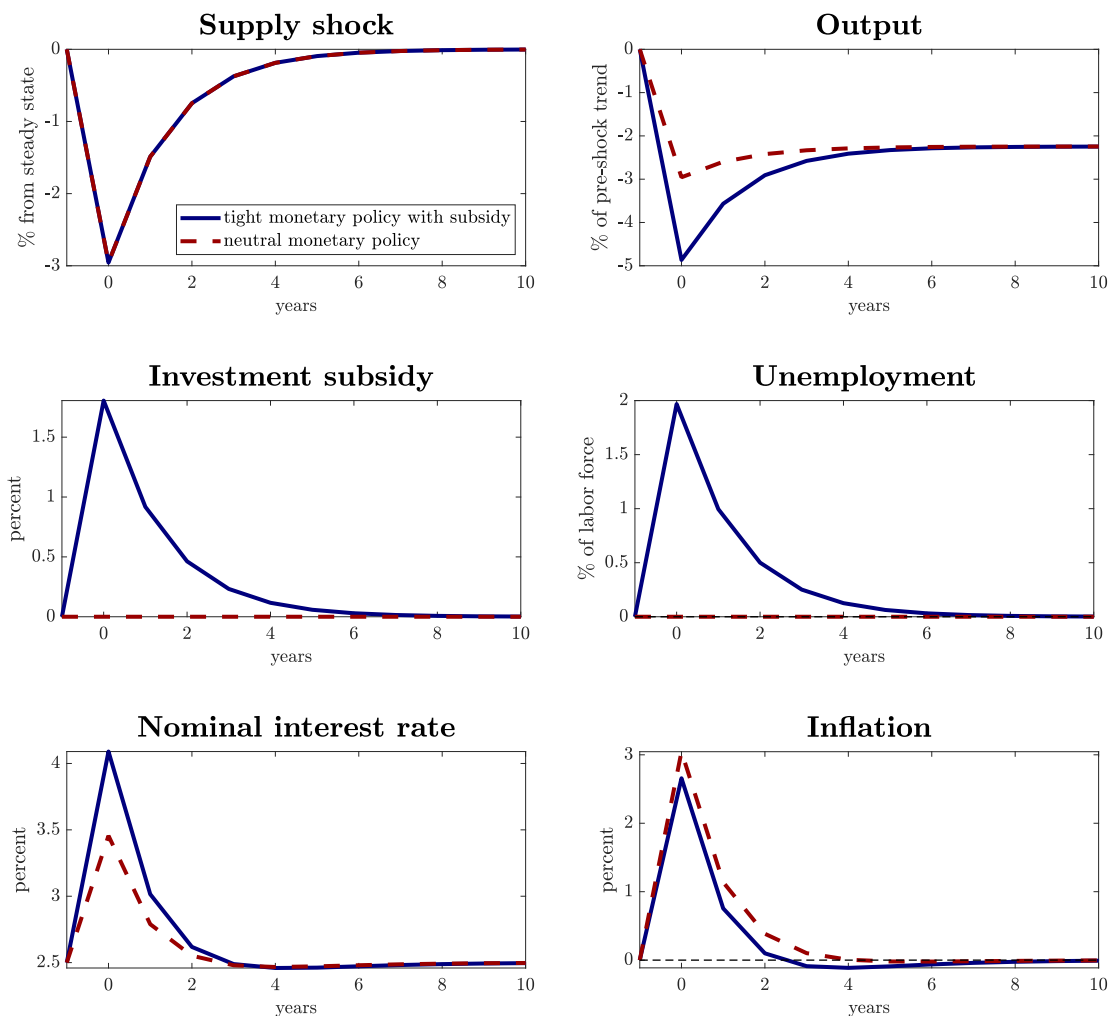 Supply shock
% from steady state
0
-1
-2
-3
0 2 4 6 8 10
years
tight monetary policy with subsidy
neutral monetary policy
Output
% of pre-shock trend
0
-1
-2
-3
-4
-5
0 2 4 6 8 10
years
Investment subsidy
percent
1.5
1
0.5
0
0 2 4 6 8 10
years
Unemployment
% of labor force
2
1.5
1
0.5
0
0 2 4 6 8 10
years
Nominal interest rate
percent
4
3.5
3
2.5
0 2 4 6 8 10
years
Inflation
percent
3
2
1
0
0 2 4 6 8 10
years